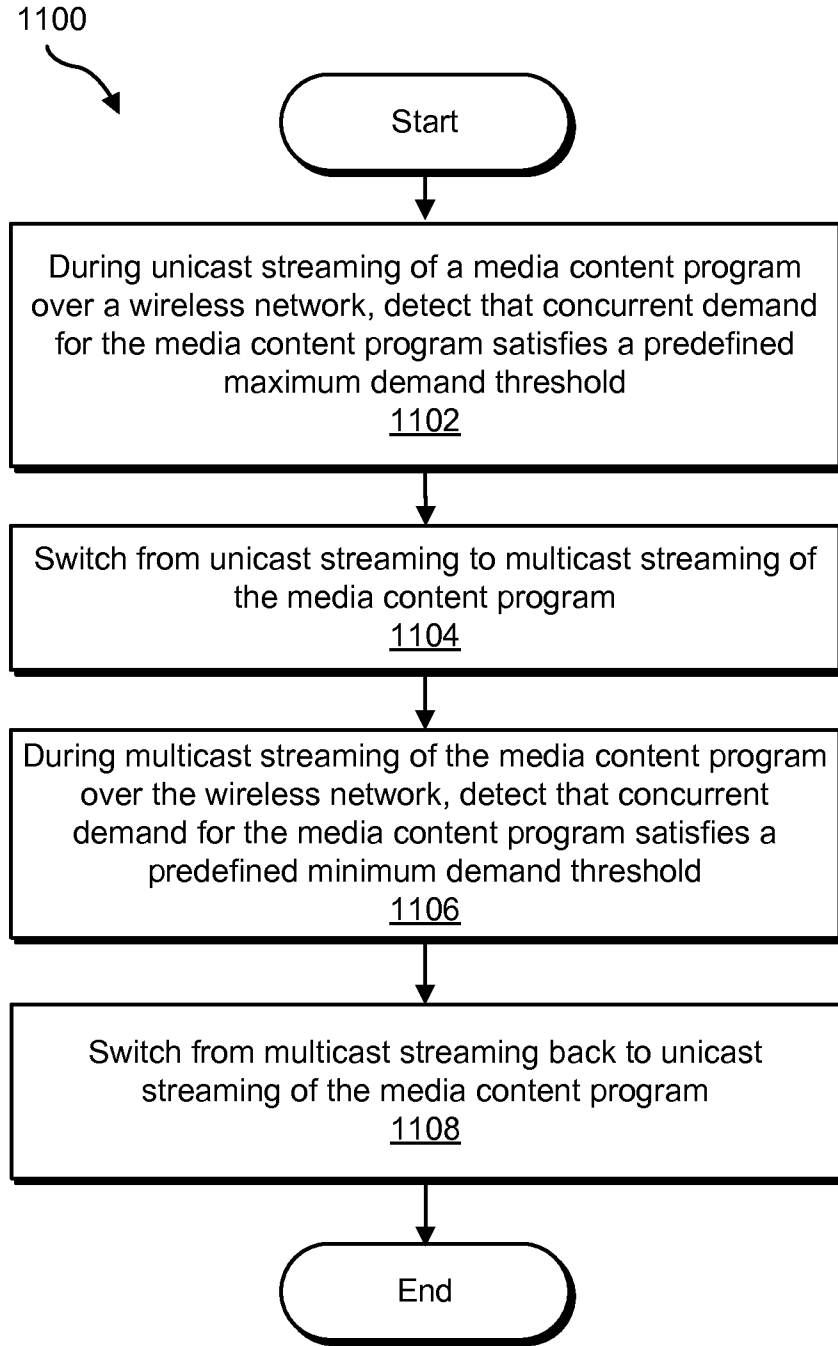 1100
Start
During unicast streaming of a media content program
over a wireless network, detect that concurrent demand
for the media content program satisfies a predefined
maximum demand threshold
1102
Switch from unicast streaming to multicast streaming of
the media content program
1104
During multicast streaming of the media content program
over the wireless network, detect that concurrent
demand for the media content program satisfies a
predefined minimum demand threshold
1106
Switch from multicast streaming back to unicast
streaming of the media content program
1108
End